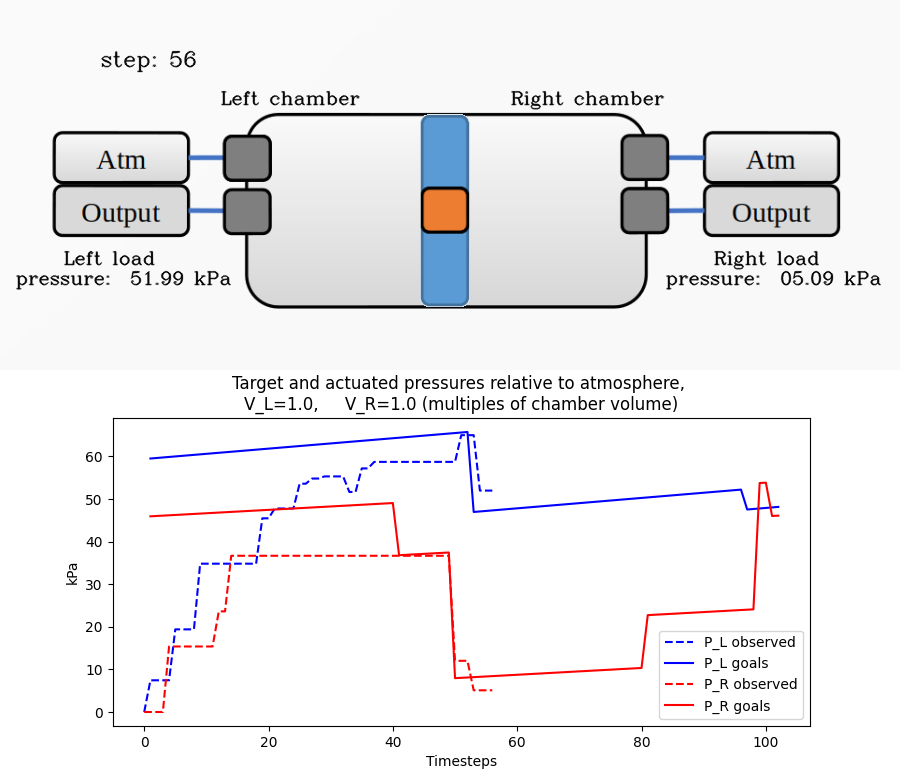 step: 56
Left chamber
Right chamber
Atm
Atm
Output
Output
Left load
pressure: 51.99 kPa
Right load
pressure: 05.09 kPa
Target and actuated pressures relative to atmosphere,
V_L=1.0, V_R=1.0 (multiples of chamber volume)
kPa
60
50
40
30
20
10
0
0 20 40 60 80 100
Timesteps
P_L observed
P_L goals
P_R observed
P_R goals